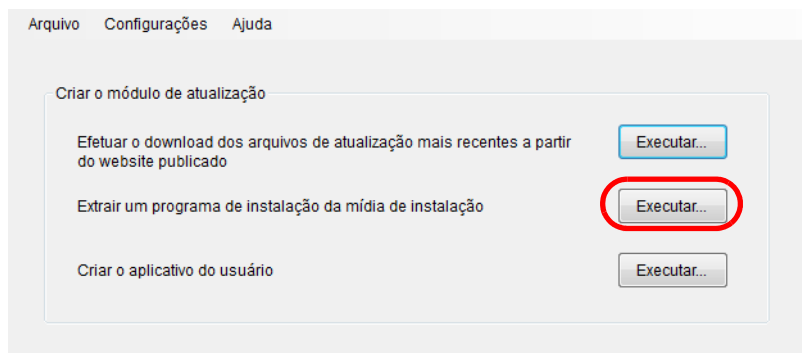 Arquivo Configurações Ajuda
Criar o módulo de atualização
Efetuar o download dos arquivos de atualização mais recentes a partir
do website publicado
Executar...
Extrair um programa de instalação da mídia de instalação
Executar...
Criar o aplicativo do usuário
Executar...